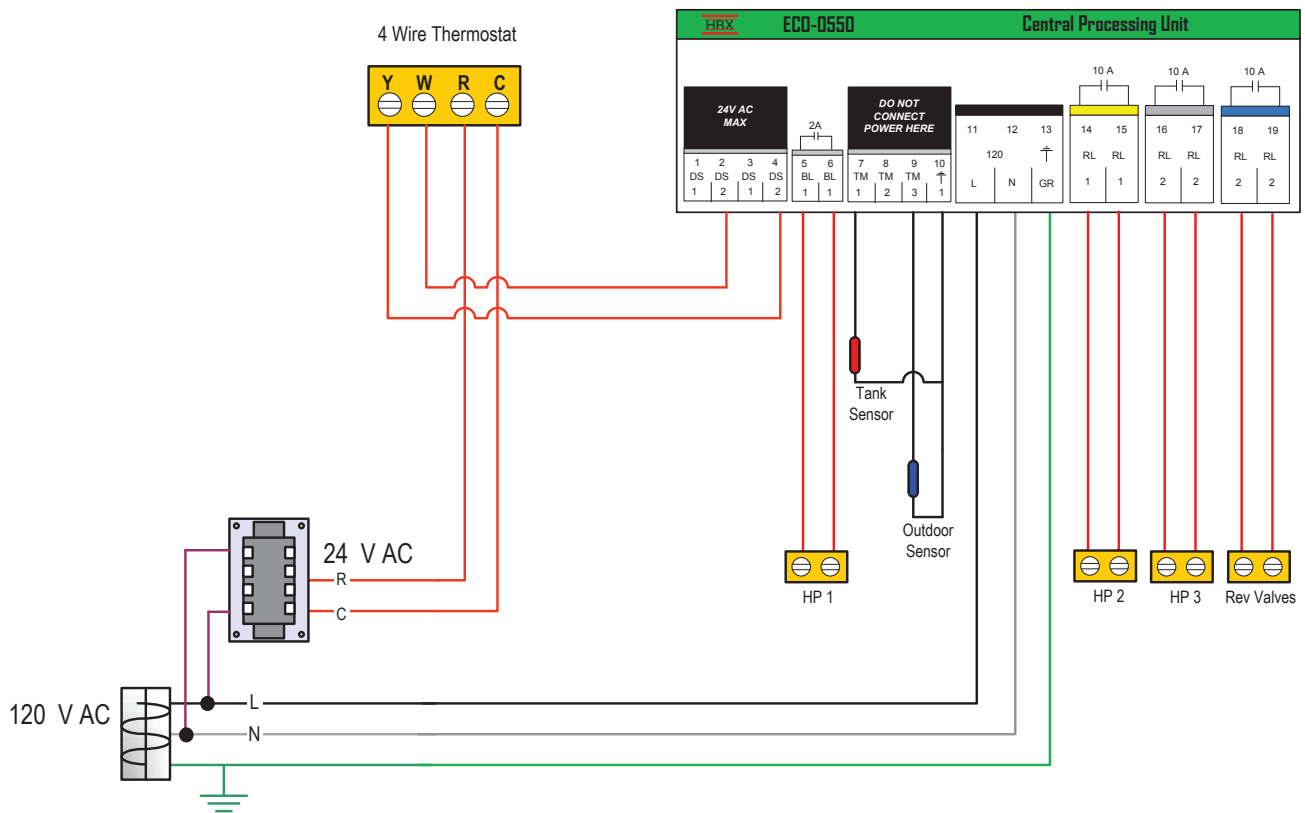 HBX ECO-0550 Central Processing Unit
4 Wire Thermostat
Y W R C
10 A 10 A 10 A
24V AC
MAX
2A
DO NOT
CONNECT
POWER HERE
11 12 13
120
L N GR
14 15
RL RL
1 1
16 17
RL RL
2 2
18 19
RL RL
2 2
1 2 3 4
DS DS DS DS
1 2 1 2
5 6
BL BL
1 1
7 8 9 10
TM TM TM
1 2 3 1
Tank
Sensor
Outdoor
Sensor
24 V AC
R
C
HP 1
HP 2
HP 3
Rev Valves
120 V AC
L
N